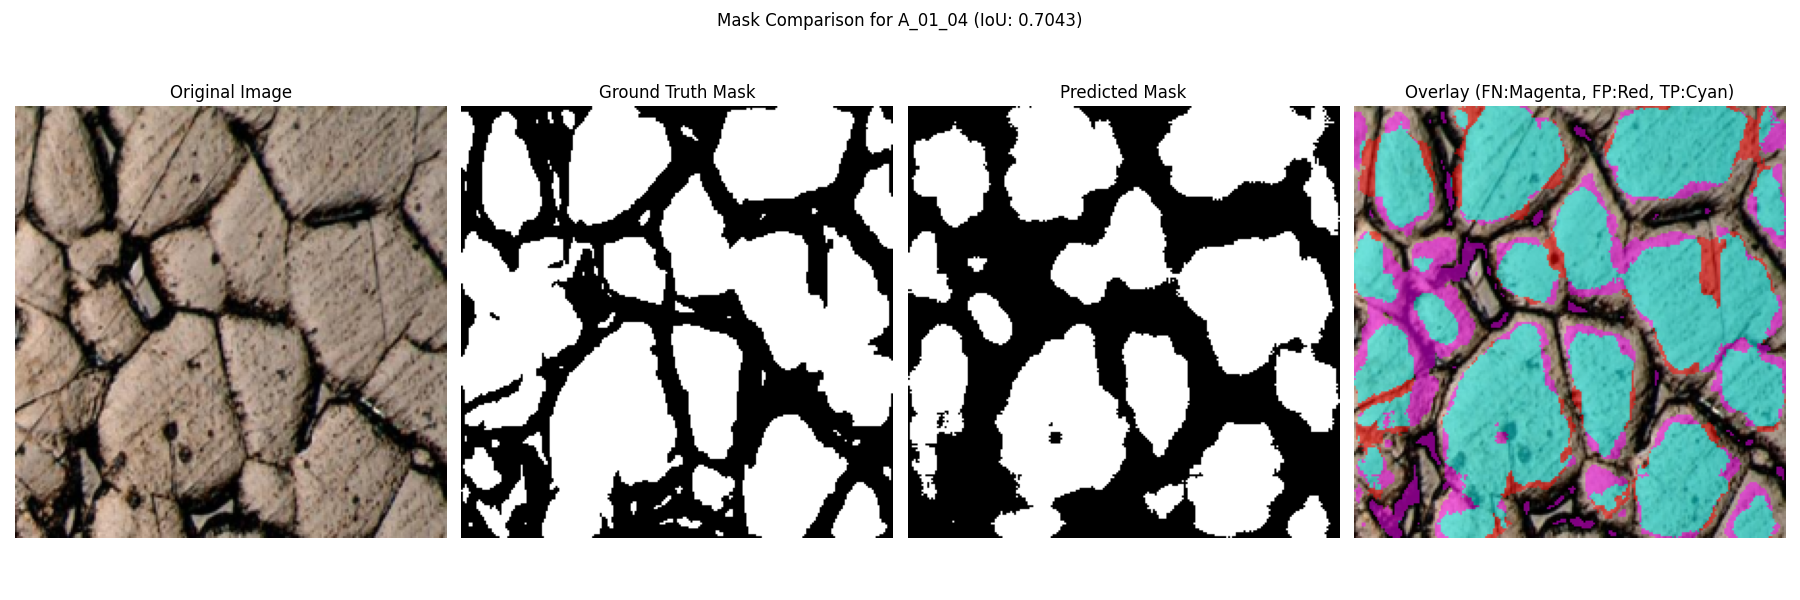 Mask Comparison for A_01_04 (IoU: 0.7043)
Original Image
Ground Truth Mask
Predicted Mask
Overlay (FN:Magenta, FP:Red, TP:Cyan)